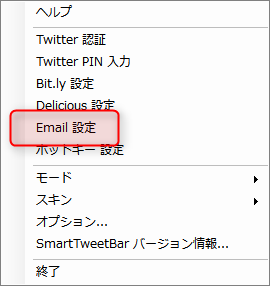 ヘルプ
Twitter 認証
Twitter PIN 入力
Bit.ly 設定
Delicious 設定
Email 設定
ホットキー 設定
モード
スキン
オプション...
SmartTweetBar バージョン情報...
終了